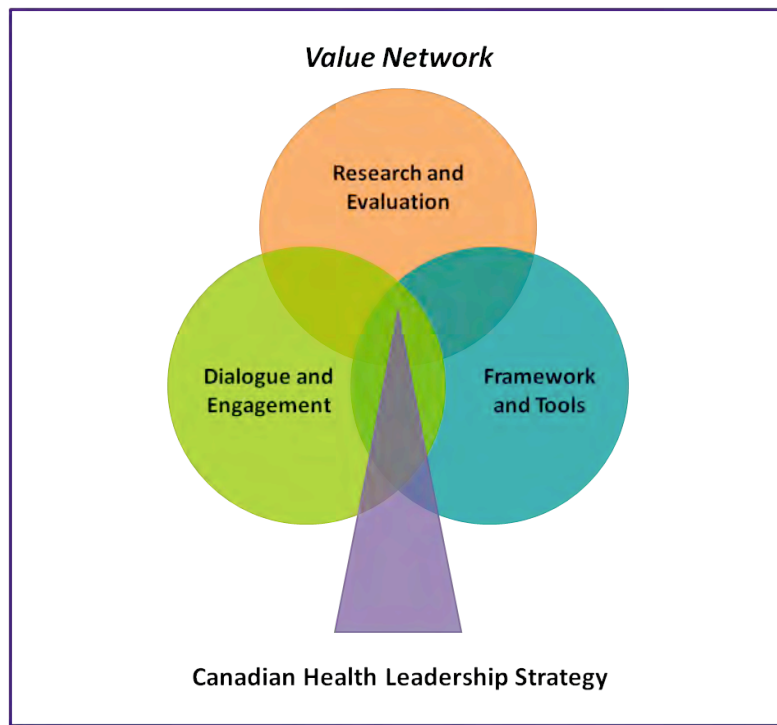 Value Network
Research and
Evaluation
Dialogue and
Engagement
Framework
and Tools
Canadian Health Leadership Strategy